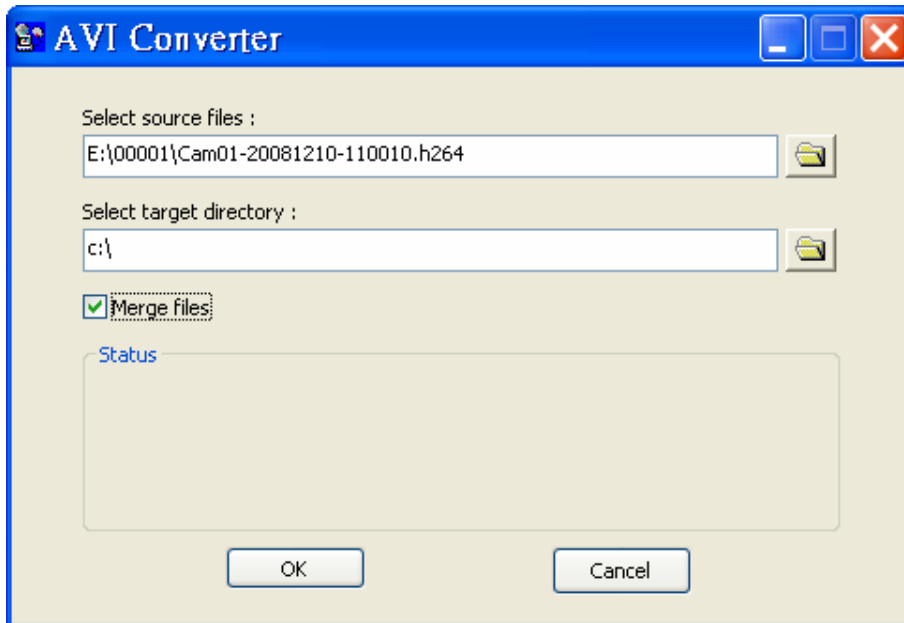 AVI Converter
Select source files :
E:\00001\Cam01-20081210-110010.h264
Select target directory :
c:\
Merge files
Status
OK
Cancel